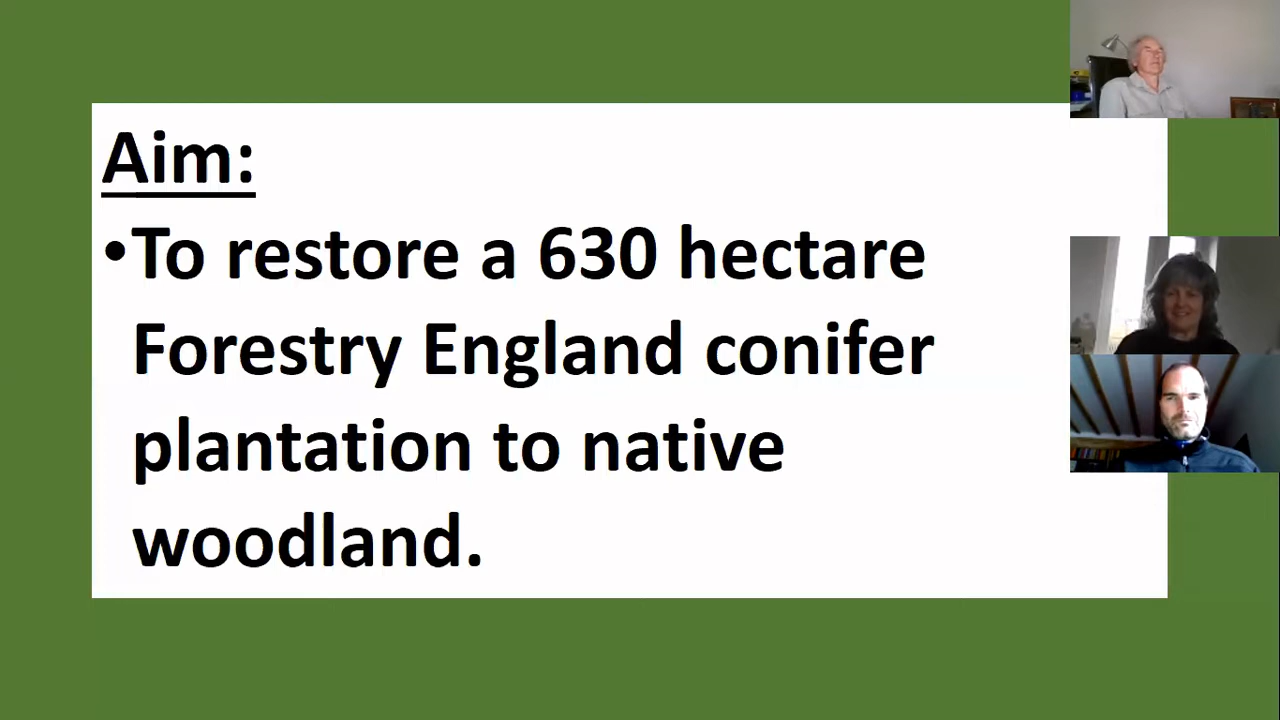 Aim:
•To restore a 630 hectare
Forestry England conifer
plantation to native
woodland.